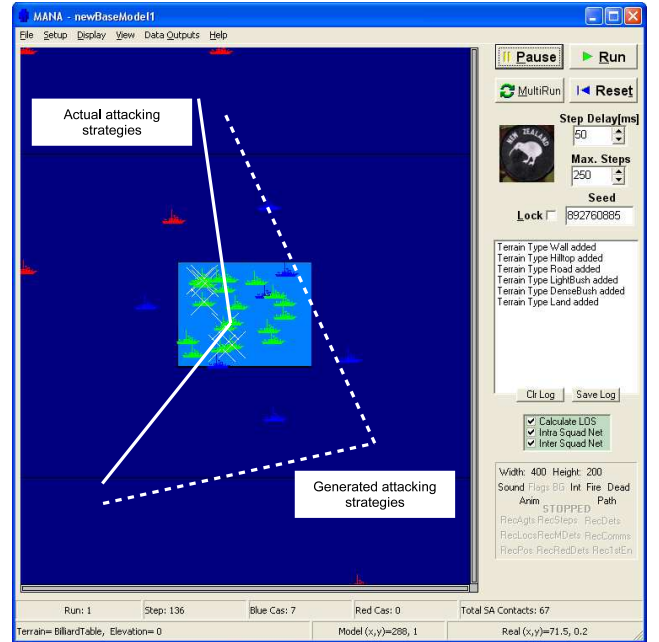 MANA - newBaseModel1
File Setup Display View Data Outputs Help
Pause
Run
MultiRun
Reset
Step Delay[ms]
50
NEW ZEALAND
Max. Steps
250
Seed
Lock
892760885
Actual attacking
strategies
Terrain Type Wall added
Terrain Type Hilltop added
Terrain Type Road added
Terrain Type LightBush added
Terrain Type DenseBush added
Terrain Type Land added
Clr Log
Save Log
Calculate LOS
Intra Squad Net
Inter Squad Net
Generated attacking
strategies
Width: 400 Height: 200
Sound Flags BG Int Fire Dead
Anim Path
STOPPED
RecAgts RecSteps RecDets
RecLocs RecMDets RecComms
RecPos RecRedDets Rec1stEn
Run: 1 Step: 136 Blue Cas: 7 Red Cas: 0 Total SA Contacts: 67
Terrain= BilliardTable, Elevation= 0 Model (x,y)=288, 1 Real (x,y)=71.5, 0.2